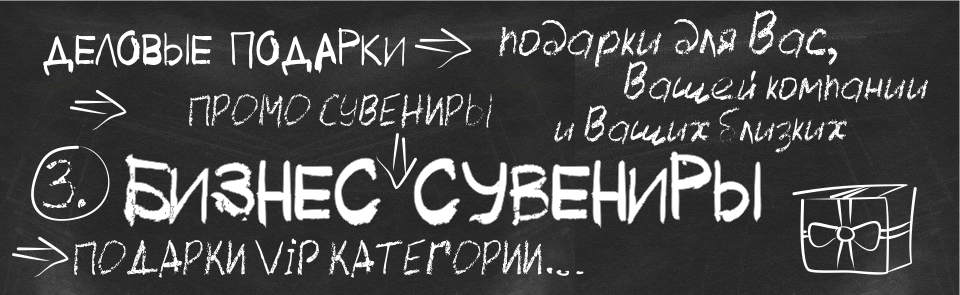 ДЕЛОВЫЕ ПОДАРКИ
подарки для Вас,
Вашей компании
и Ваших близких
ПРОМО СУВЕНИРЫ
3. БИЗНЕС СУВЕНИРЫ
ПОДАРКИ ViP КАТЕГОРИИ...